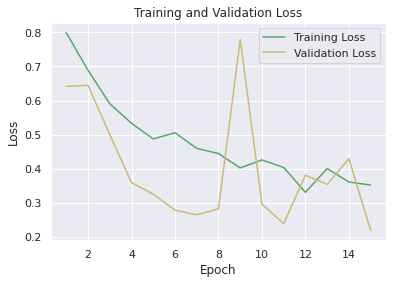 Training and Validation Loss
Training Loss
Validation Loss
0.8
0.7
0.6
0.5
0.4
0.3
0.2
Loss
2 4 6 8 10 12 14
Epoch